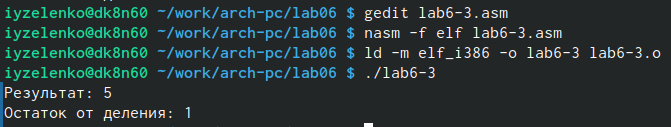 iyzelenko@dk8n60 ~/work/arch-pc/lab06 $ gedit lab6-3.asm
iyzelenko@dk8n60 ~/work/arch-pc/lab06 $ nasm -f elf lab6-3.asm
iyzelenko@dk8n60 ~/work/arch-pc/lab06 $ ld -m elf_i386 -o lab6-3 lab6-3.o
iyzelenko@dk8n60 ~/work/arch-pc/lab06 $ ./lab6-3
Результат: 5
Остаток от деления: 1